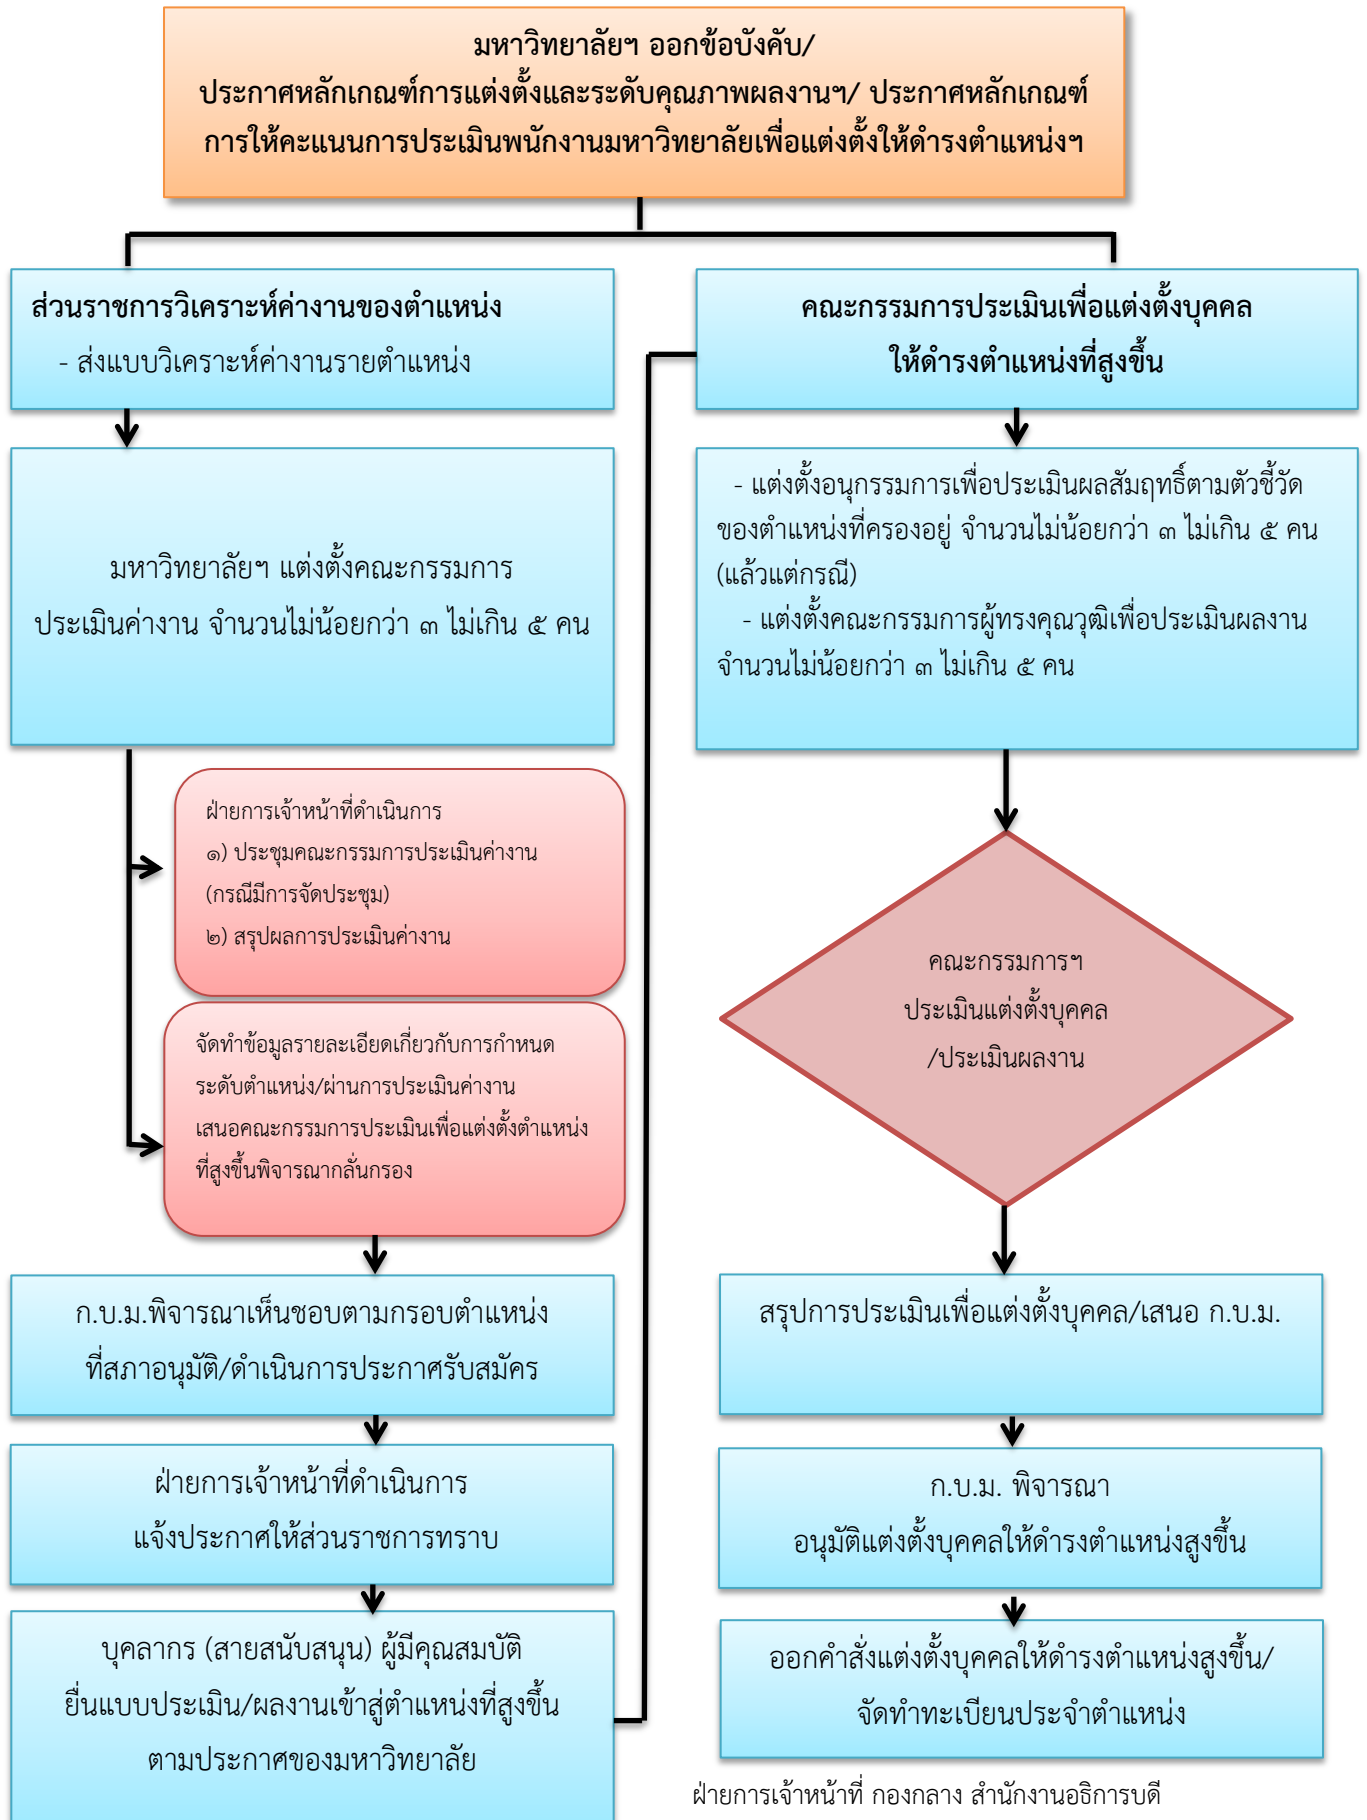 มหาวิทยาลัยฯ ออกข้อบังคับ/
ประกาศหลักเกณฑ์การแต่งตั้งและระดับคุณภาพผลงานฯ/ ประกาศหลักเกณฑ์
การให้คะแนนการประเมินพนักงานมหาวิทยาลัยเพื่อแต่งตั้งให้ดำรงตำแหน่งฯ
ส่วนราชการวิเคราะห์ค่างานของตำแหน่ง
- ส่งแบบวิเคราะห์ค่างานรายตำแหน่ง
มหาวิทยาลัยฯ แต่งตั้งคณะกรรมการ
ประเมินค่างาน จำนวนไม่น้อยกว่า ๓ ไม่เกิน ๕ คน
ฝ่ายการเจ้าหน้าที่ดำเนินการ
๑) ประชุมคณะกรรมการประเมินค่างาน
(กรณีมีการจัดประชุม)
๒) สรุปผลการประเมินค่างาน
จัดทำข้อมูลรายละเอียดเกี่ยวกับการกำหนด
ระดับตำแหน่ง/ผ่านการประเมินค่างาน
เสนอคณะกรรมการประเมินเพื่อแต่งตั้งตำแหน่ง
ที่สูงขึ้นพิจารณากลั่นกรอง
ก.บ.ม.พิจารณาเห็นชอบตามกรอบตำแหน่ง
ที่สภาอนุมัติ/ดำเนินการประกาศรับสมัคร
ฝ่ายการเจ้าหน้าที่ดำเนินการ
แจ้งประกาศให้ส่วนราชการทราบ
บุคลากร (สายสนับสนุน) ผู้มีคุณสมบัติ
ยื่นแบบประเมิน/ผลงานเข้าสู่ตำแหน่งที่สูงขึ้น
ตามประกาศของมหาวิทยาลัย
คณะกรรมการประเมินเพื่อแต่งตั้งบุคคล
ให้ดำรงตำแหน่งที่สูงขึ้น
- แต่งตั้งอนุกรรมการเพื่อประเมินผลสัมฤทธิ์ตามตัวชี้วัด
ของตำแหน่งที่ครองอยู่ จำนวนไม่น้อยกว่า ๓ ไม่เกิน ๕ คน
(แล้วแต่กรณี)
- แต่งตั้งคณะกรรมการผู้ทรงคุณวุฒิเพื่อประเมินผลงาน
จำนวนไม่น้อยกว่า ๓ ไม่เกิน ๕ คน
คณะกรรมการฯ
ประเมินแต่งตั้งบุคคล
/ประเมินผลงาน
สรุปการประเมินเพื่อแต่งตั้งบุคคล/เสนอ ก.บ.ม.
ก.บ.ม. พิจารณา
อนุมัติแต่งตั้งบุคคลให้ดำรงตำแหน่งสูงขึ้น
ออกคำสั่งแต่งตั้งบุคคลให้ดำรงตำแหน่งสูงขึ้น/
จัดทำทะเบียนประจำตำแหน่ง
ฝ่ายการเจ้าหน้าที่ กองกลาง สำนักงานอธิการบดี